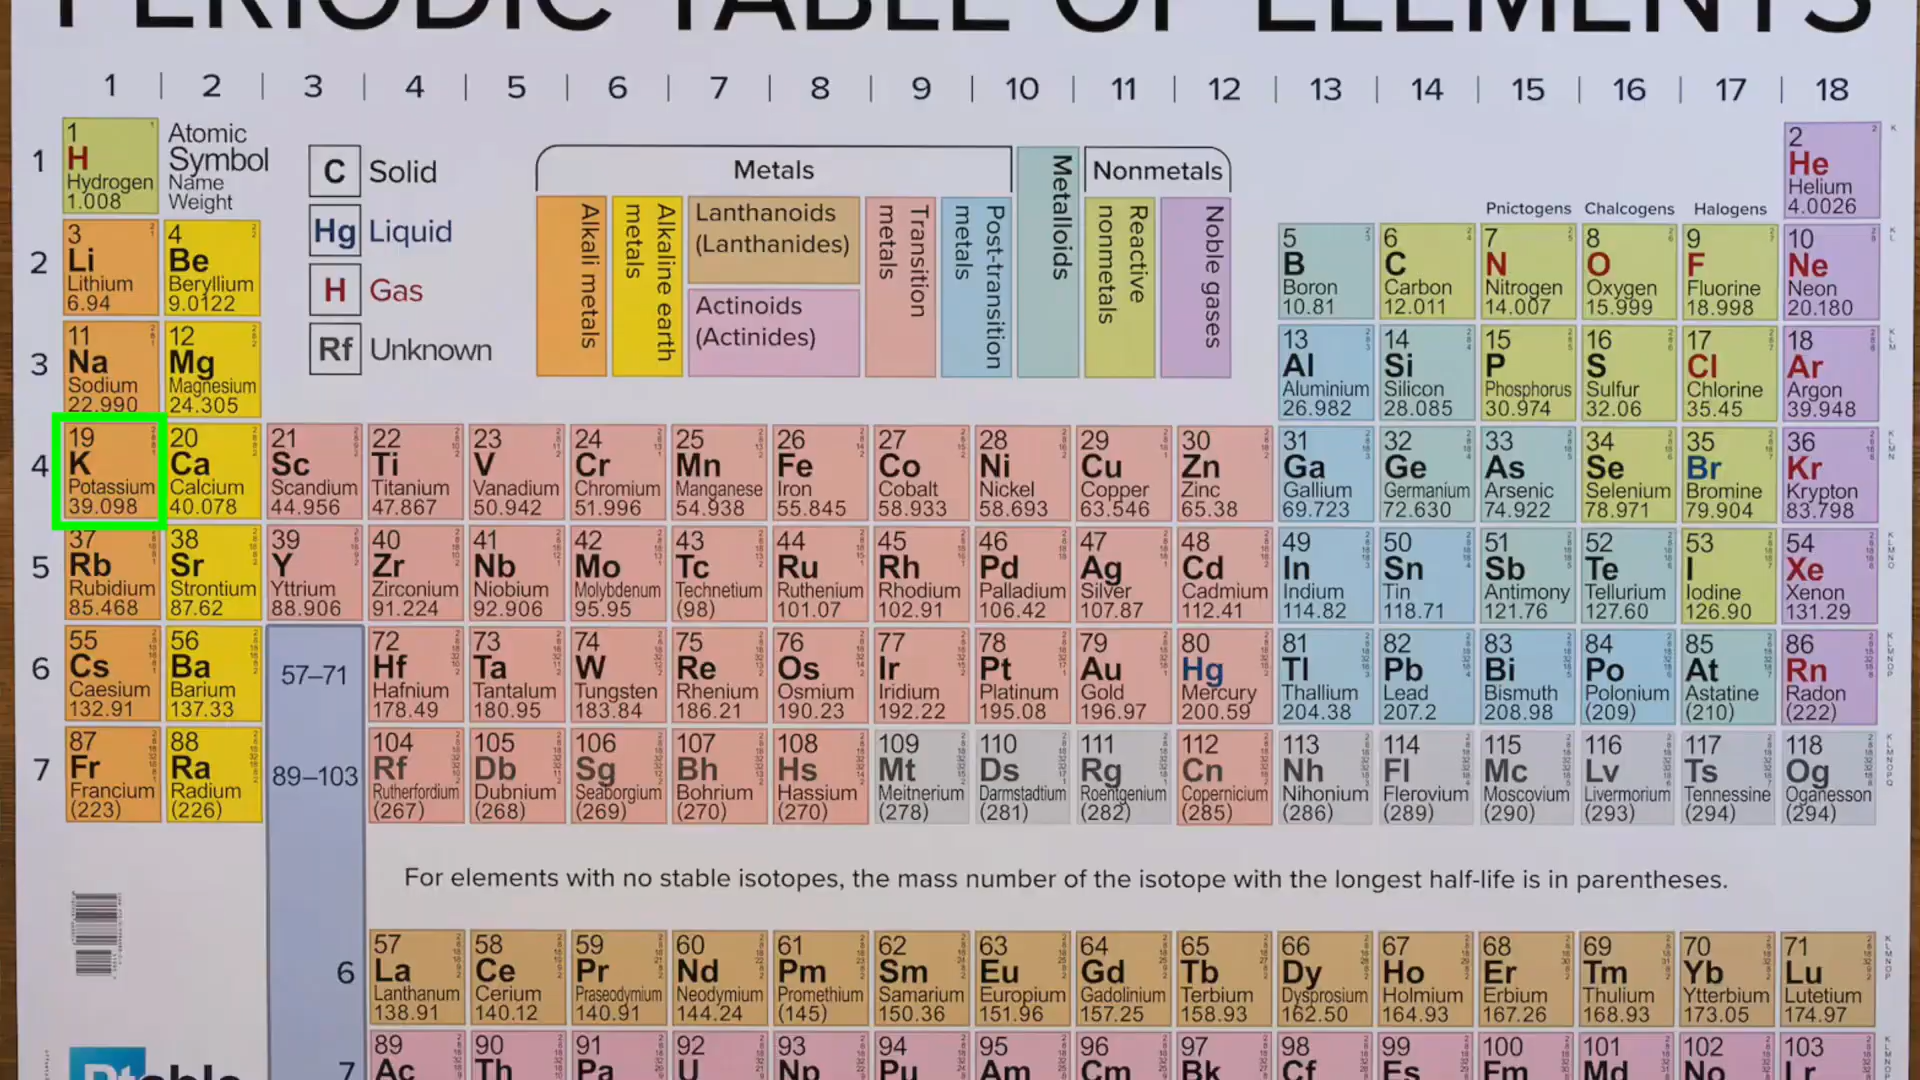 PERIODIC TABLE OF ELEMENTS
1 | 2 | 3 | 4 | 5 | 6 | 7 | 8 | 9 | 10 | 11 | 12 | 13 | 14 | 15 | 16 | 17 | 18
1
1
H
Hydrogen
1.008
Atomic
Symbol
Name
Weight
C Solid
Hg Liquid
H Gas
Rf Unknown
Metals
Alkali metals
Alkaline earth
metals
Lanthanoids
(Lanthanides)
Actinoids
(Actinides)
Transition
metals
Post-transition
metals
Metalloids
Nonmetals
Reactive
nonmetals
Noble gases
Pnictogens Chalcogens Halogens
2
He
Helium
4.0026
2
3 4 5 6 7 8 9 10
Li Be B C N O F Ne
Lithium Beryllium Boron Carbon Nitrogen Oxygen Fluorine Neon
6.94 9.0122 10.81 12.011 14.007 15.999 18.998 20.180
3
11 12 13 14 15 16 17 18
Na Mg Al Si P S Cl Ar
Sodium Magnesium Aluminium Silicon Phosphorus Sulfur Chlorine Argon
22.990 24.305 26.982 28.085 30.974 32.06 35.45 39.948
4
19 20 21 22 23 24 25 26 27 28 29 30 31 32 33 34 35 36
K Ca Sc Ti V Cr Mn Fe Co Ni Cu Zn Ga Ge As Se Br Kr
Potassium Calcium Scandium Titanium Vanadium Chromium Manganese Iron Cobalt Nickel Copper Zinc Gallium Germanium Arsenic Selenium Bromine Krypton
39.098 40.078 44.956 47.867 50.942 51.996 54.938 55.845 58.933 58.693 63.546 65.38 69.723 72.630 74.922 78.971 79.904 83.798
5
37 38 39 40 41 42 43 44 45 46 47 48 49 50 51 52 53 54
Rb Sr Y Zr Nb Mo Tc Ru Rh Pd Ag Cd In Sn Sb Te I Xe
Rubidium Strontium Yttrium Zirconium Niobium Molybdenum Technetium Ruthenium Rhodium Palladium Silver Cadmium Indium Tin Antimony Tellurium Iodine Xenon
85.468 87.62 88.906 91.224 92.906 95.95 (98) 101.07 102.91 106.42 107.87 112.41 114.82 118.71 121.76 127.60 126.90 131.29
6
55 56 57–71 72 73 74 75 76 77 78 79 80 81 82 83 84 85 86
Cs Ba Hf Ta W Re Os Ir Pt Au Hg Tl Pb Bi Po At Rn
Caesium Barium Hafnium Tantalum Tungsten Rhenium Osmium Iridium Platinum Gold Mercury Thallium Lead Bismuth Polonium Astatine Radon
132.91 137.33 178.49 180.95 183.84 186.21 190.23 192.22 195.08 196.97 200.59 204.38 207.2 208.98 (209) (210) (222)
7
87 88 89–103 104 105 106 107 108 109 110 111 112 113 114 115 116 117 118
Fr Ra Rf Db Sg Bh Hs Mt Ds Rg Cn Nh Fl Mc Lv Ts Og
Francium Radium Rutherfordium Dubnium Seaborgium Bohrium Hassium Meitnerium Darmstadtium Roentgenium Copernicium Nihonium Flerovium Moscovium Livermorium Tennessine Oganesson
(223) (226) (267) (268) (269) (270) (270) (278) (281) (282) (285) (286) (289) (290) (293) (294) (294)
For elements with no stable isotopes, the mass number of the isotope with the longest half-life is in parentheses.
6
57 58 59 60 61 62 63 64 65 66 67 68 69 70 71
La Ce Pr Nd Pm Sm Eu Gd Tb Dy Ho Er Tm Yb Lu
Lanthanum Cerium Praseodymium Neodymium Promethium Samarium Europium Gadolinium Terbium Dysprosium Holmium Erbium Thulium Ytterbium Lutetium
138.91 140.12 140.91 144.24 (145) 150.36 151.96 157.25 158.93 162.50 164.93 167.26 168.93 173.05 174.97
7
89 90 91 92 93 94 95 96 97 98 99 100 101 102 103
Ac Th Pa U Np Pu Am Cm Bk Cf Es Fm Md No Lr
Ptable